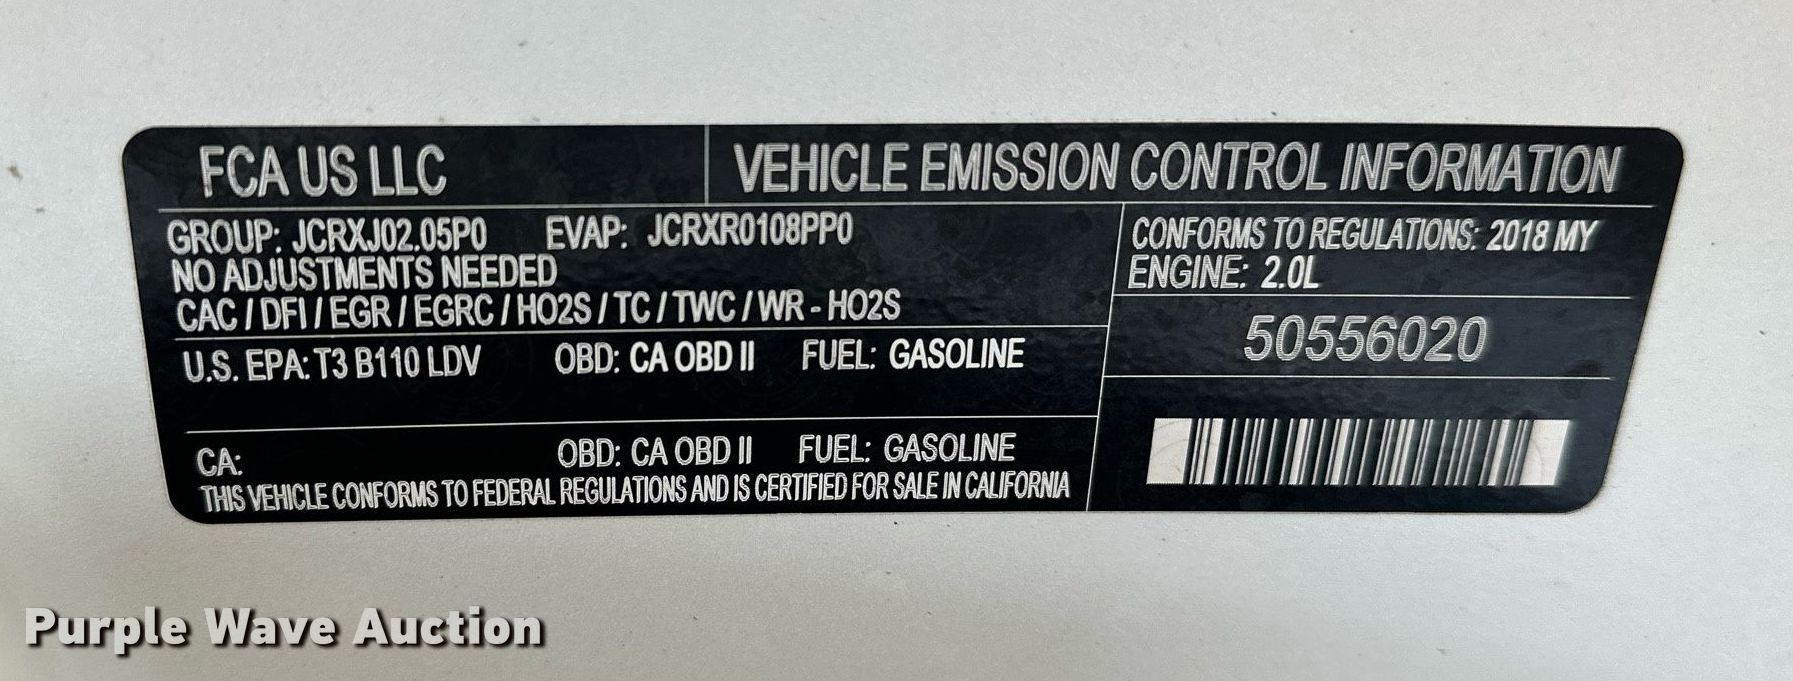 FCA US LLC
VEHICLE EMISSION CONTROL INFORMATION
GROUP: JCRXJ02.05P0 EVAP: JCRXR0108PP0
NO ADJUSTMENTS NEEDED
CAC / DFI / EGR / EGRC / HO2S / TC / TWC / WR - HO2S
CONFORMS TO REGULATIONS: 2018 MY
ENGINE: 2.0L
50556020
U.S. EPA: T3 B110 LDV OBD: CA OBD II FUEL: GASOLINE
CA: OBD: CA OBD II FUEL: GASOLINE
THIS VEHICLE CONFORMS TO FEDERAL REGULATIONS AND IS CERTIFIED FOR SALE IN CALIFORNIA
Purple Wave Auction